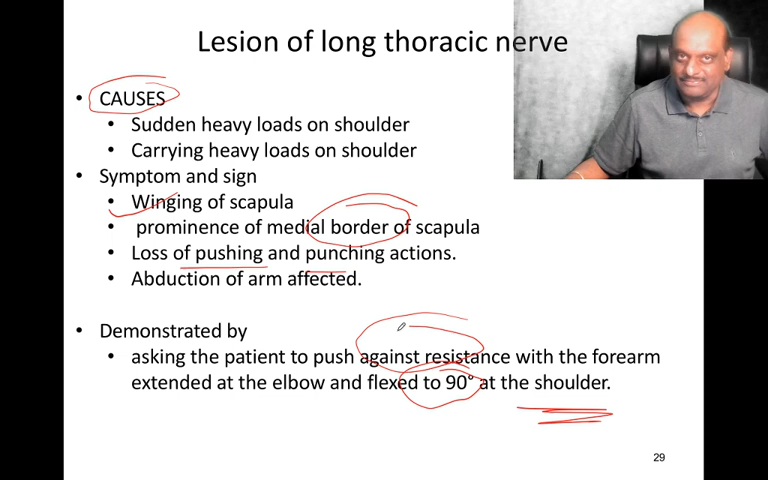 Lesion of long thoracic nerve
• CAUSES
• Sudden heavy loads on shoulder
• Carrying heavy loads on shoulder
• Symptom and sign
• Winging of scapula
• prominence of medial border of scapula
• Loss of pushing and punching actions.
• Abduction of arm affected.
• Demonstrated by
• asking the patient to push against resistance with the forearm
extended at the elbow and flexed to 90° at the shoulder.
29